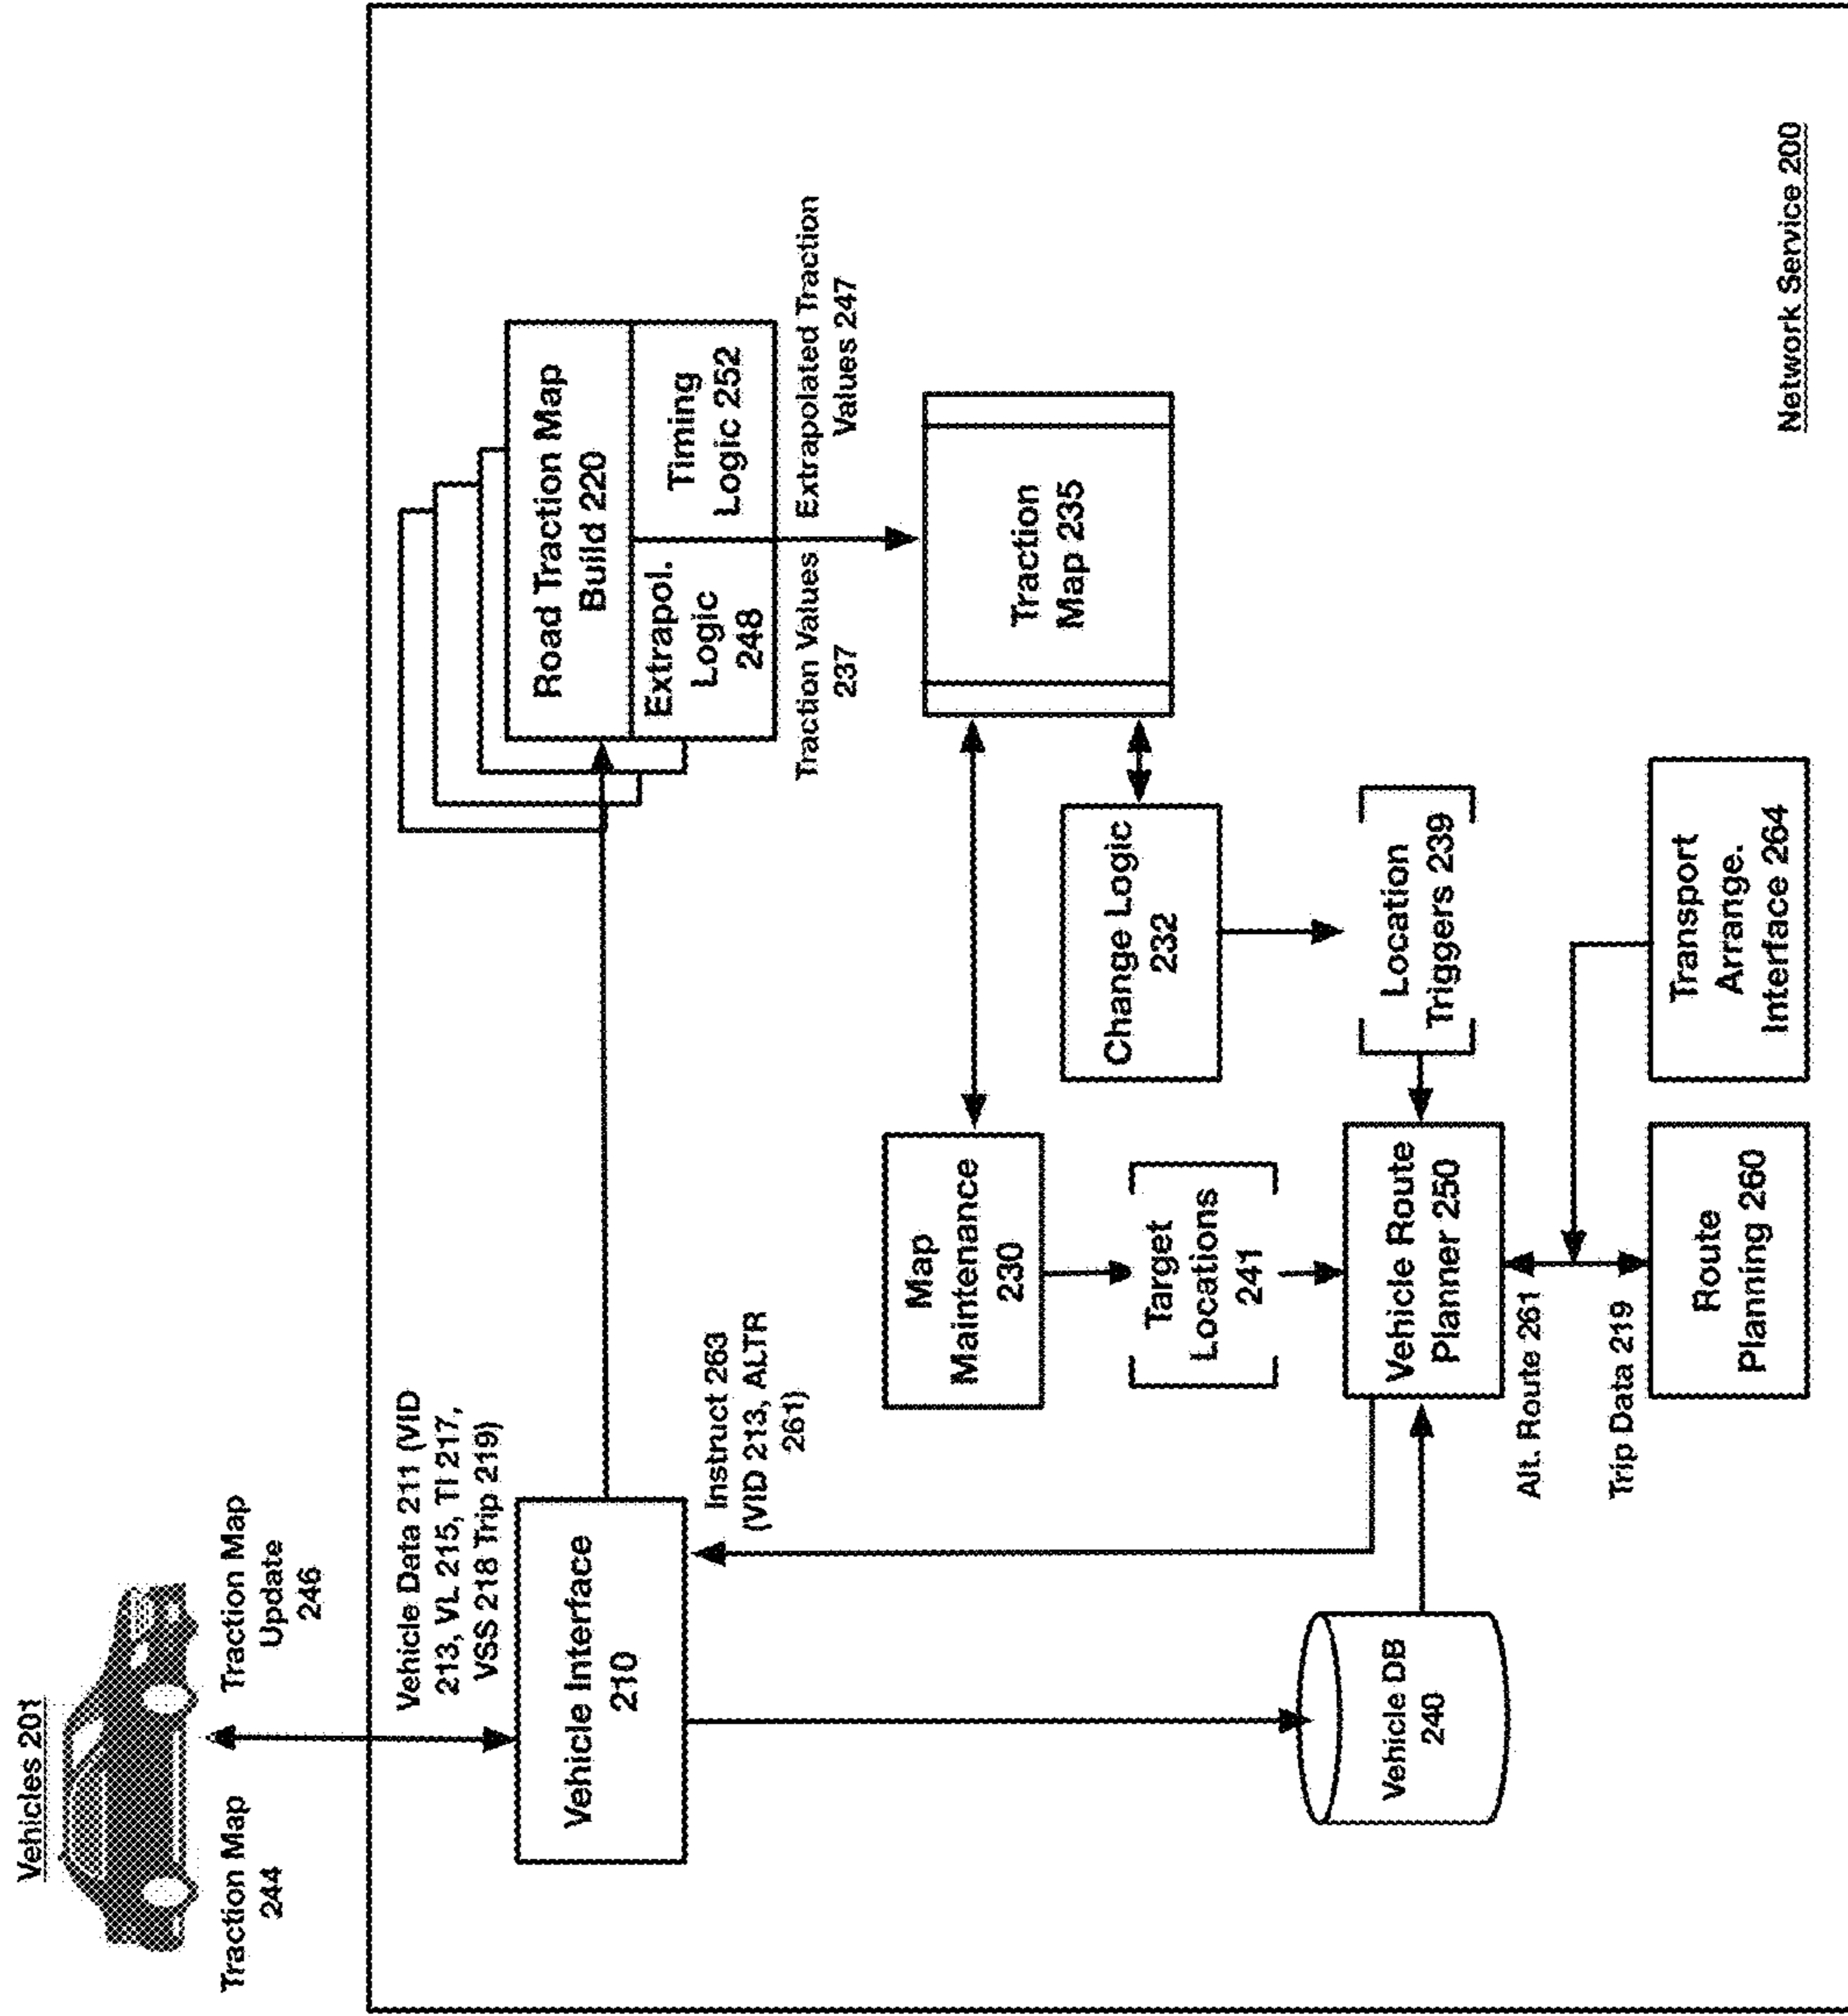 Vehicles 201
Traction Map
244
Traction Map
Update
246
Vehicle Data 211 (VID
213, VL 215, TI 217,
VSS 218 Trip 219)
Vehicle Interface
210
Road Traction Map
Build 220
Extrapol.
Logic
248
Timing
Logic 252
Instruct 263
(VID 213, ALTR
261)
Traction Values
237
Extrapolated Traction
Values 247
Map
Maintenance
230
Traction
Map 235
Change Logic
232
Target
Locations
241
Location
Triggers 239
Vehicle DB
240
Vehicle Route
Planner 250
Alt. Route 261
Trip Data 219
Route
Planning 260
Transport
Arrange.
Interface 264
Network Service 200